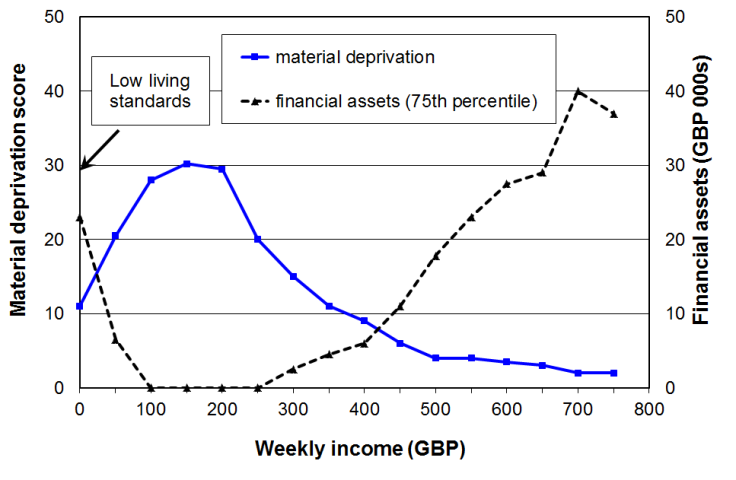 50
40
30
20
10
0
Material deprivation score
Low living
standards
material deprivation
financial assets (75th percentile)
50
40
30
20
10
0
Financial assets (GBP 000s)
0 100 200 300 400 500 600 700 800
Weekly income (GBP)